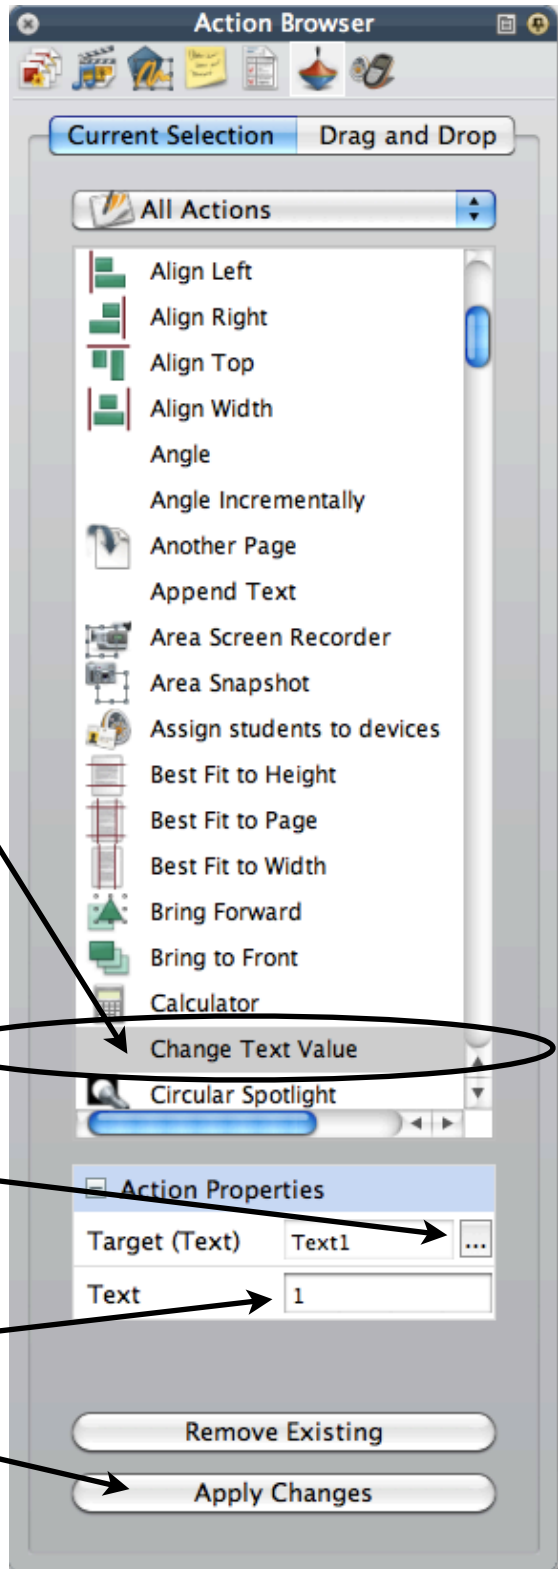 Action Browser
Current Selection Drag and Drop
All Actions
Align Left
Align Right
Align Top
Align Width
Angle
Angle Incrementally
Another Page
Append Text
Area Screen Recorder
Area Snapshot
Assign students to devices
Best Fit to Height
Best Fit to Page
Best Fit to Width
Bring Forward
Bring to Front
Calculator
Change Text Value
Circular Spotlight
Action Properties
Target (Text) Text1 ...
Text 1
Remove Existing
Apply Changes